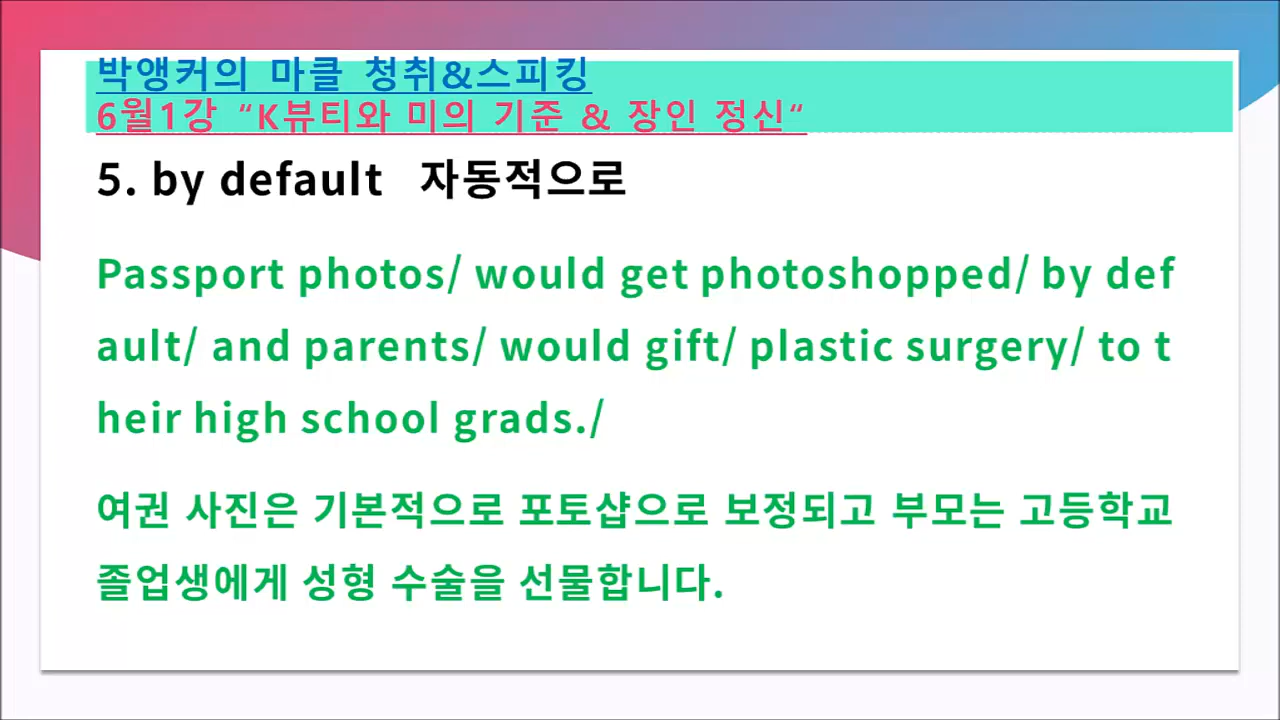 박앵커의 마클 청취&스피킹
6월1강 “K뷰티와 미의 기준 & 장인 정신“
5. by default 자동적으로
Passport photos/ would get photoshopped/ by def
ault/ and parents/ would gift/ plastic surgery/ to t
heir high school grads./
여권 사진은 기본적으로 포토샵으로 보정되고 부모는 고등학교
졸업생에게 성형 수술을 선물합니다.